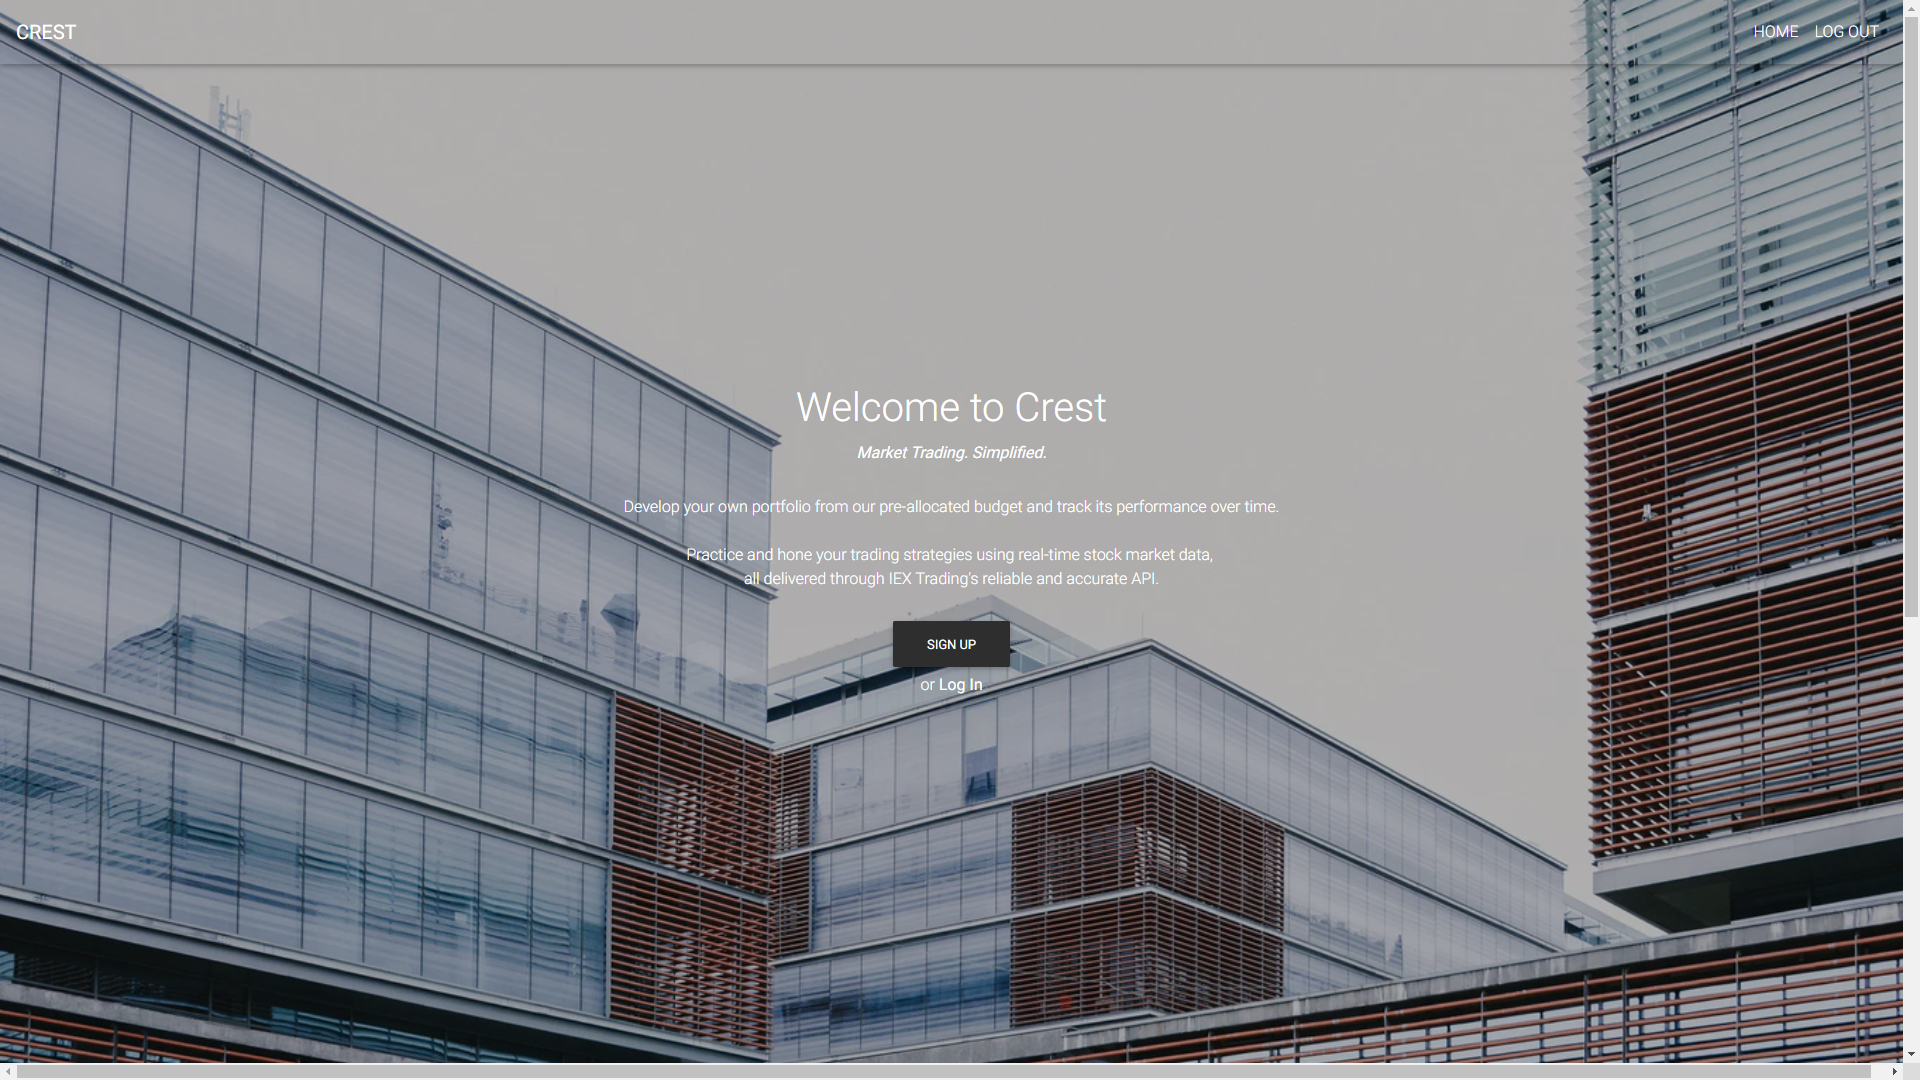 CREST
HOME LOG OUT
Welcome to Crest
Market Trading. Simplified.
Develop your own portfolio from our pre-allocated budget and track its performance over time.
Practice and hone your trading strategies using real-time stock market data,
all delivered through IEX Trading's reliable and accurate API.
SIGN UP
or Log In